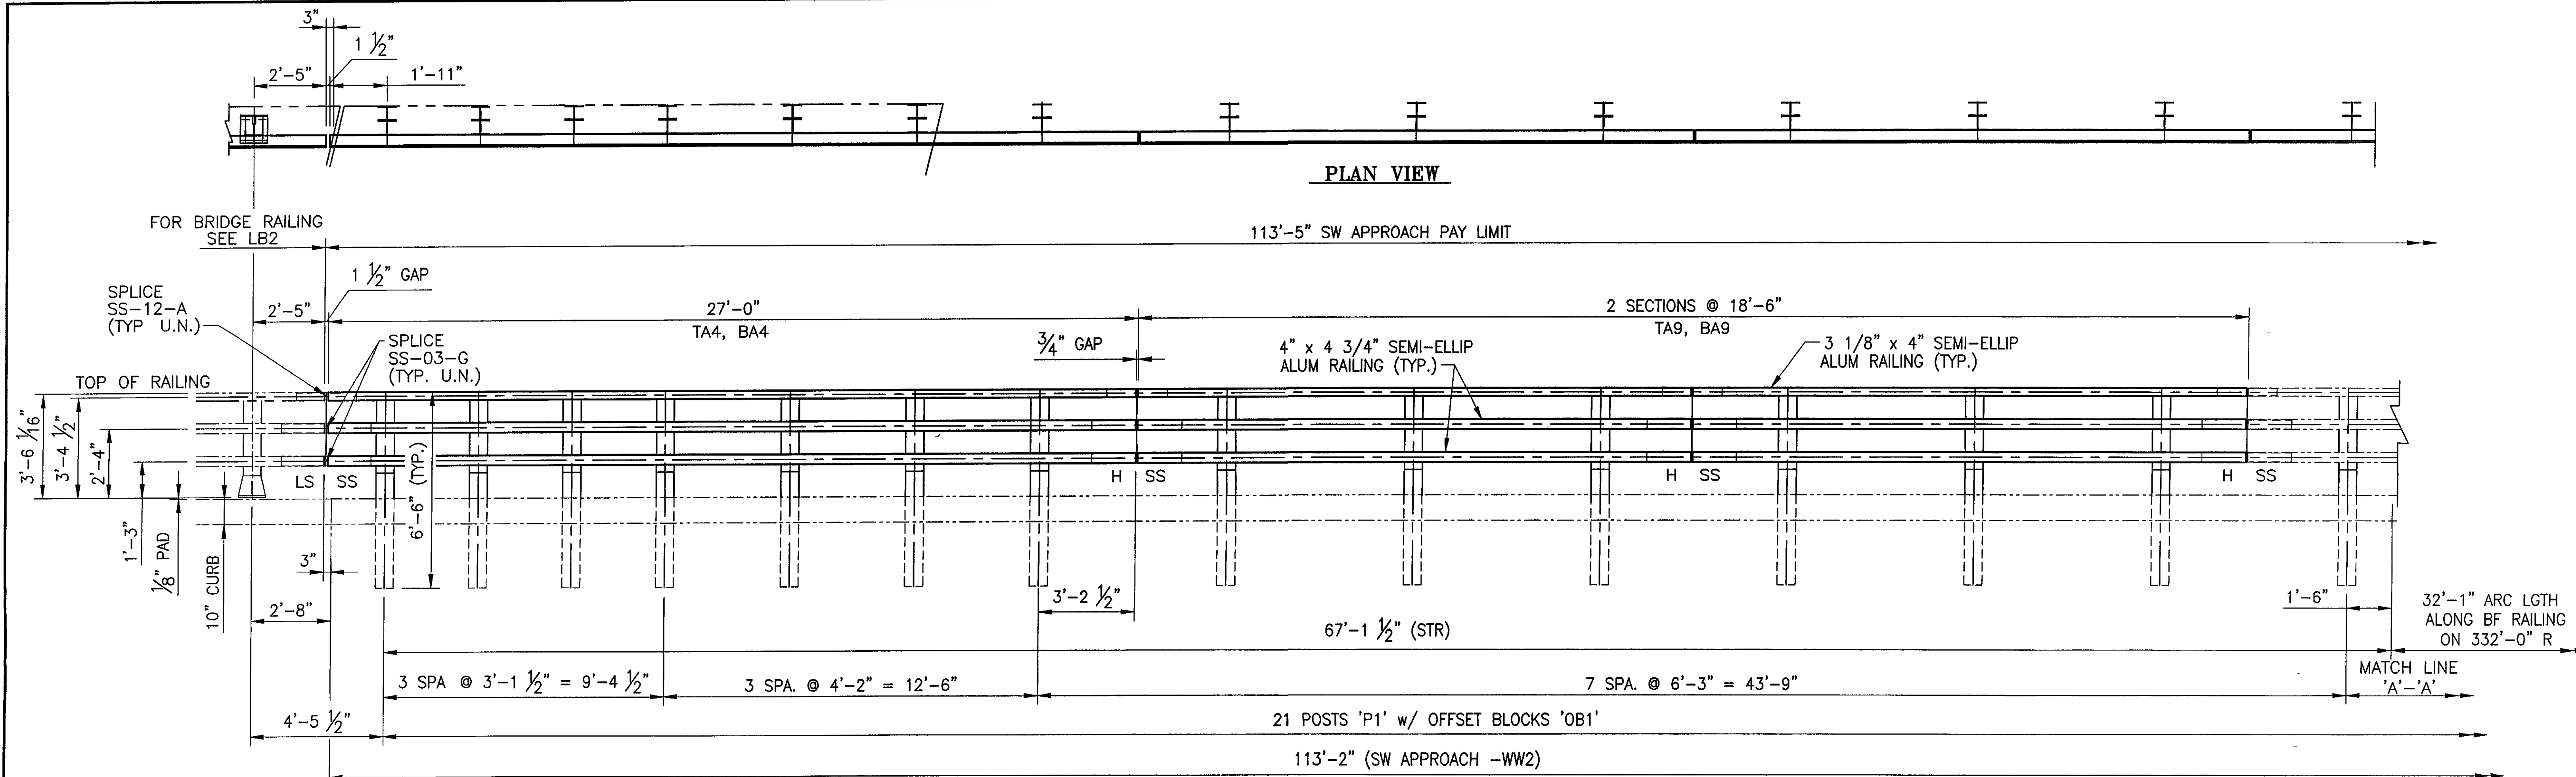 3"
1 1/2"
2'-5"
1'-11"
PLAN VIEW
FOR BRIDGE RAILING
SEE LB2
113'-5" SW APPROACH PAY LIMIT
1 1/2" GAP
SPLICE
SS-12-A
(TYP U.N.)
2'-5"
27'-0"
TA4, BA4
2 SECTIONS @ 18'-6"
TA9, BA9
SPLICE
SS-03-G
(TYP. U.N.)
3/4" GAP
4" x 4 3/4" SEMI-ELLIP
ALUM RAILING (TYP.)
3 1/8" x 4" SEMI-ELLIP
ALUM RAILING (TYP.)
TOP OF RAILING
3'-6 1/16"
3'-4 1/2"
2'-4"
1'-3"
1/8" PAD
10" CURB
6'-6" (TYP.)
LS SS
H SS
H SS
H SS
3"
2'-8"
3'-2 1/2"
1'-6"
32'-1" ARC LGTH
ALONG BF RAILING
ON 332'-0" R
67'-1 1/2" (STR)
MATCH LINE
'A'-'A'
3 SPA @ 3'-1 1/2" = 9'-4 1/2"
3 SPA. @ 4'-2" = 12'-6"
7 SPA. @ 6'-3" = 43'-9"
4'-5 1/2"
21 POSTS 'P1' w/ OFFSET BLOCKS 'OB1'
113'-2" (SW APPROACH -WW2)